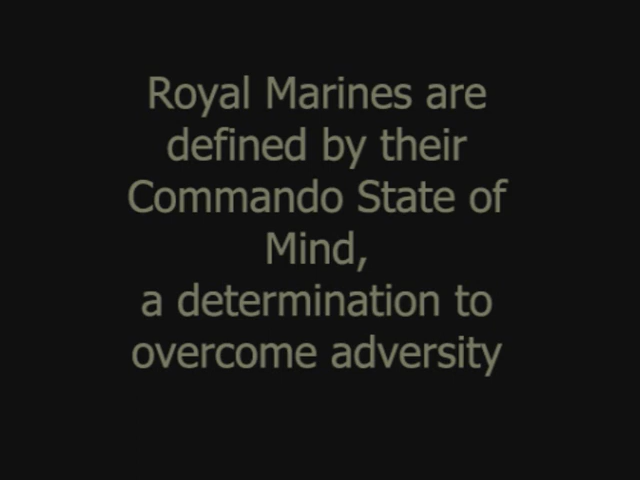 Royal Marines are
defined by their
Commando State of
Mind,
a determination to
overcome adversity